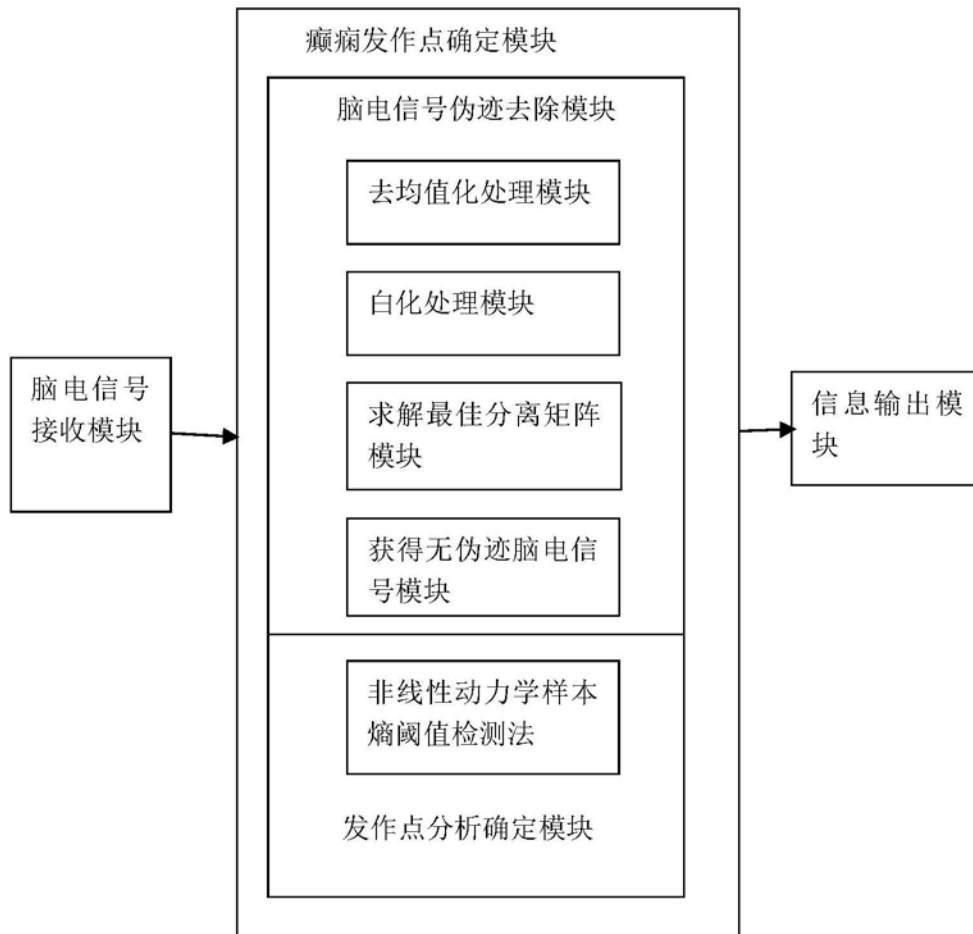 癫痫发作点确定模块
脑电信号伪迹去除模块
去均值化处理模块
白化处理模块
脑电信号
接收模块
求解最佳分离矩阵
模块
信息输出模
块
获得无伪迹脑电信
号模块
非线性动力学样本
熵阈值检测法
发作点分析确定模块